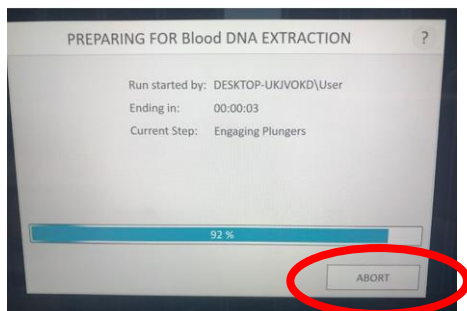 PREPARING FOR Blood DNA EXTRACTION ?
Run started by: DESKTOP-UKJVOKD\User
Ending in: 00:00:03
Current Step: Engaging Plungers
92 %
ABORT